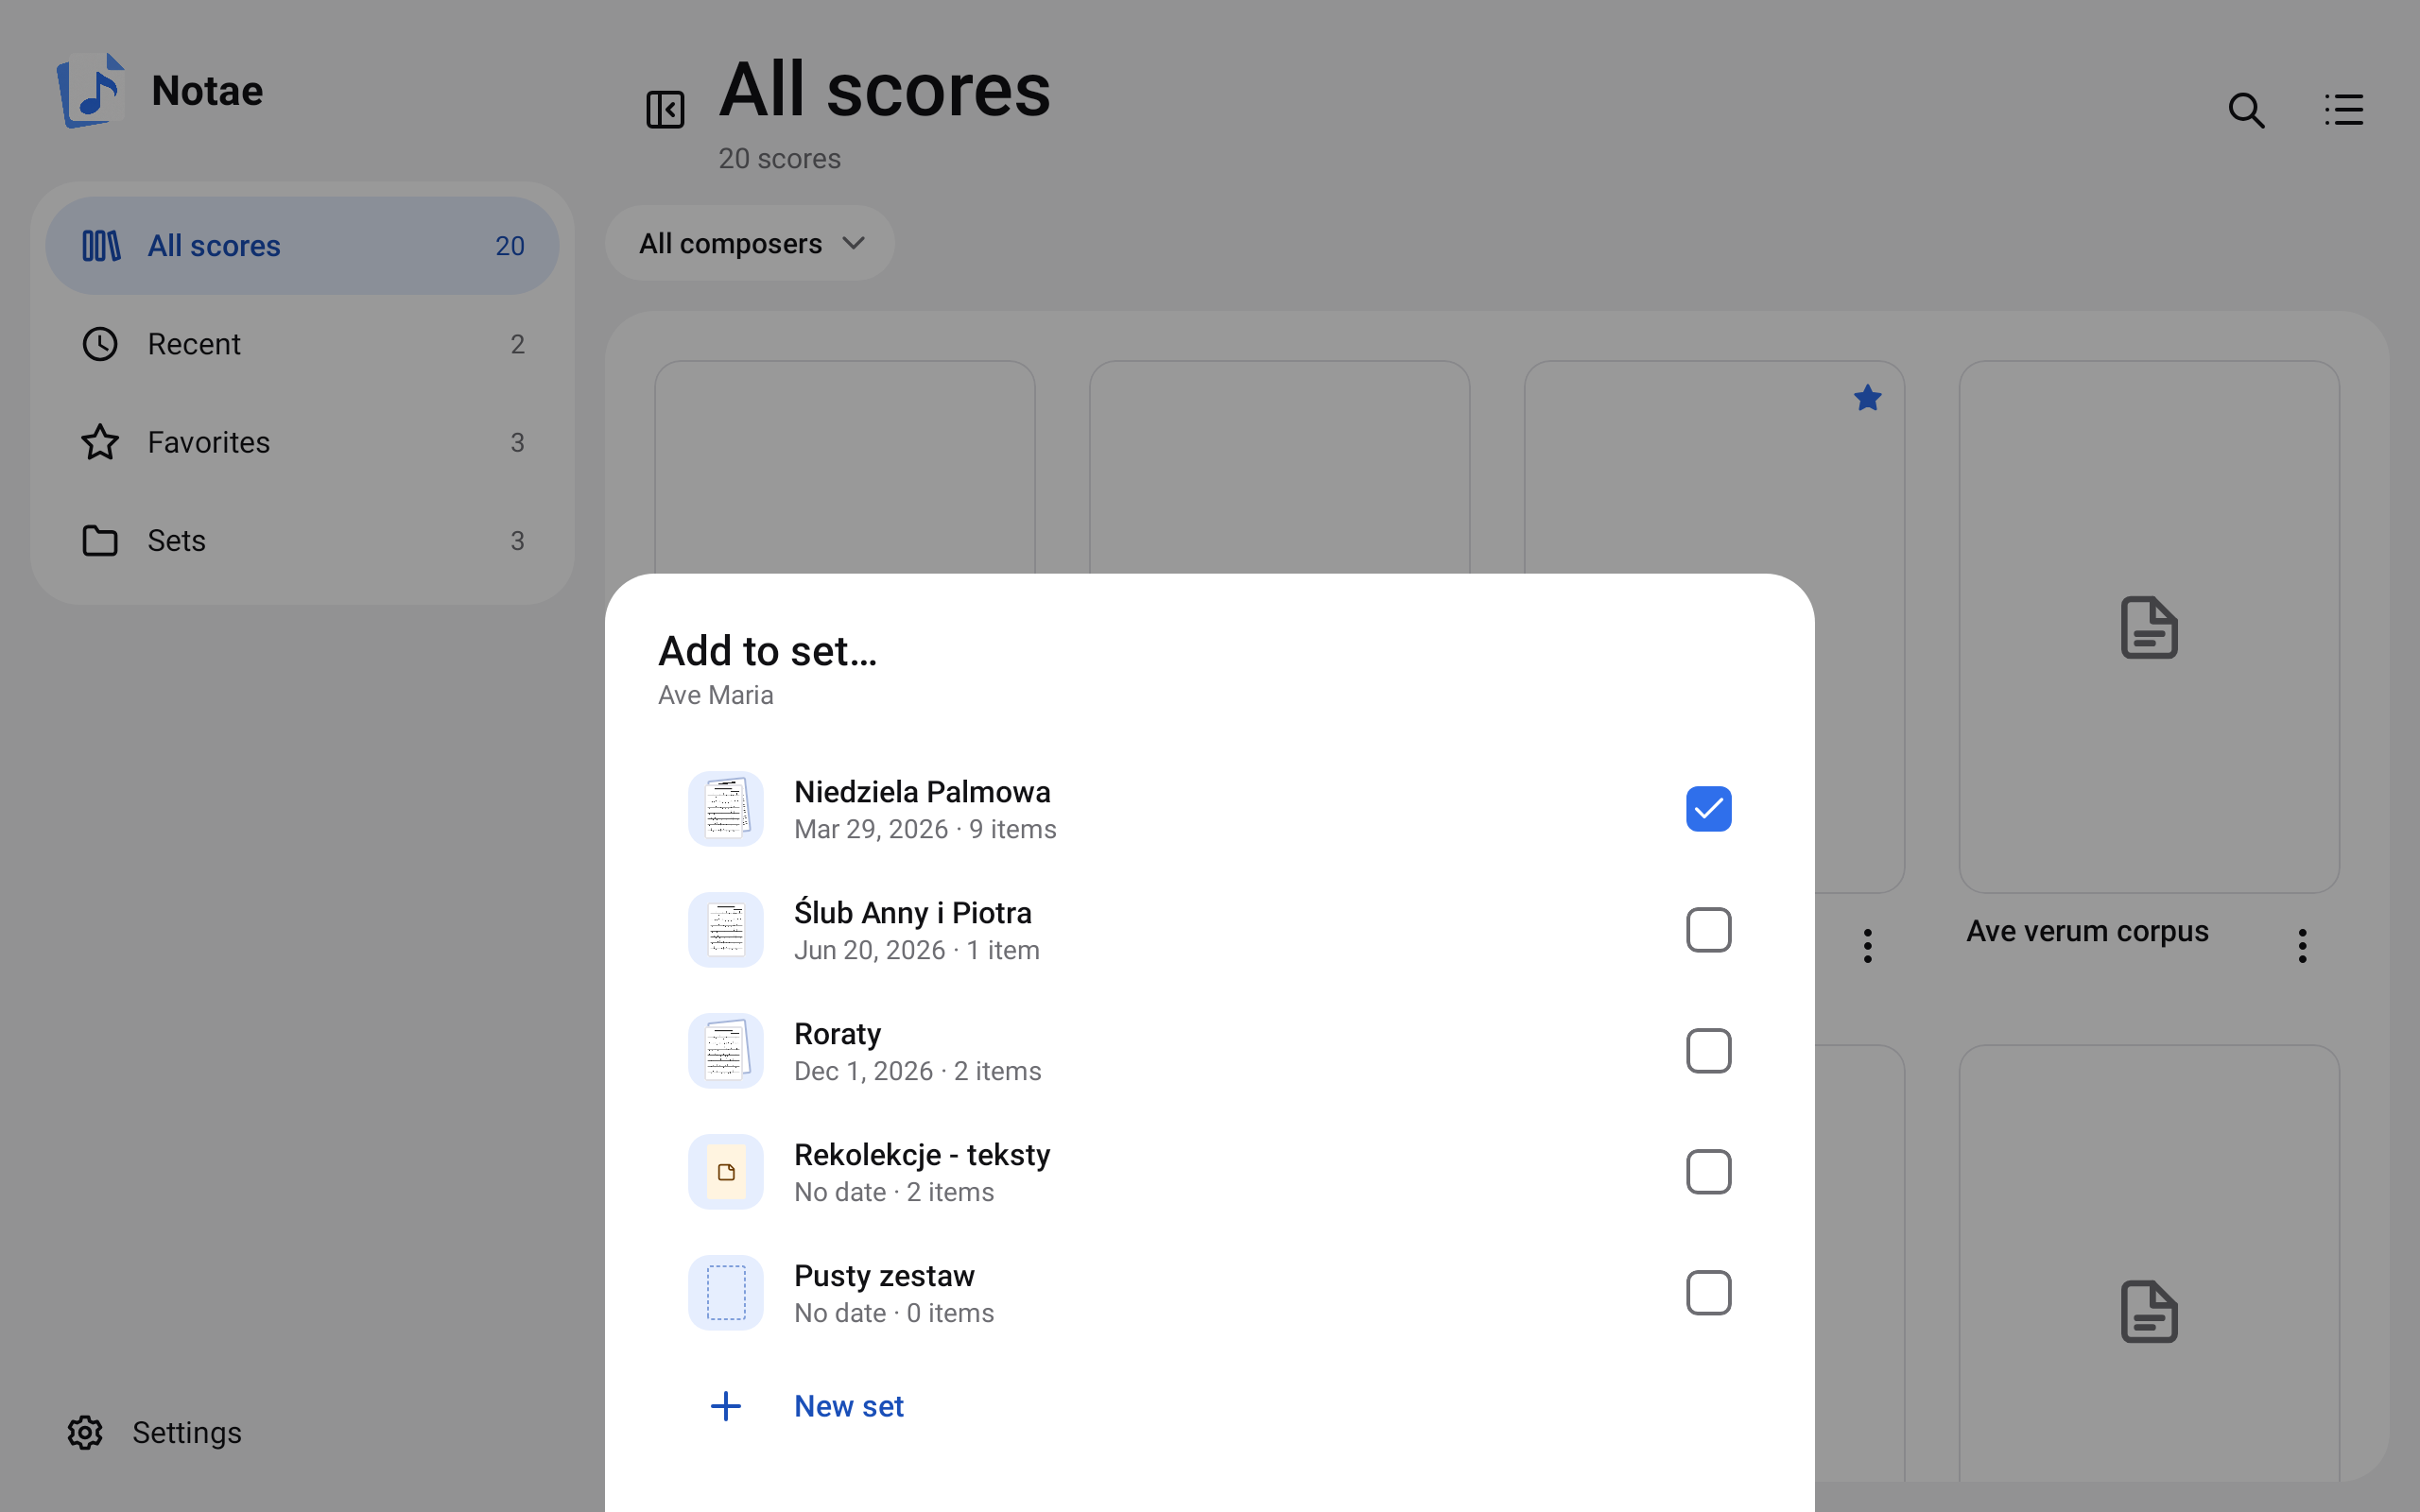 Notae
All scores
20 scores
All scores 20
Recent 2
Favorites 3
Sets 3
All composers
Add to set...
Ave Maria
Niedziela Palmowa
Mar 29, 2026 · 9 items
Ślub Anny i Piotra
Jun 20, 2026 · 1 item
Roraty
Dec 1, 2026 · 2 items
Rekolekcje - teksty
No date · 2 items
Pusty zestaw
No date · 0 items
New set
Ave verum corpus
Settings